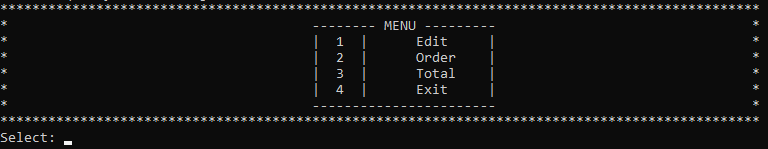 ***********************************************************************************************
*                                      -------- MENU ---------                                *
*                                      |  1  |      Edit     |                                *
*                                      |  2  |      Order    |                                *
*                                      |  3  |      Total    |                                *
*                                      |  4  |      Exit     |                                *
*                                      -----------------------                                *
***********************************************************************************************
Select: